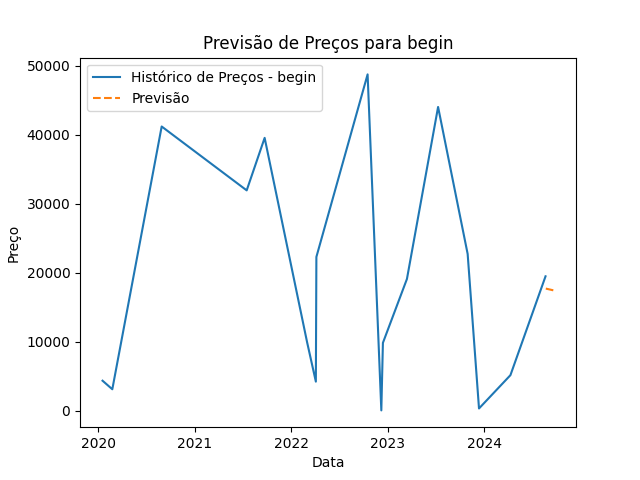 Previsão de Preços para begin
Histórico de Preços - begin
Previsão
Preço
50000
40000
30000
20000
10000
0
2020
2021
2022
2023
2024
Data